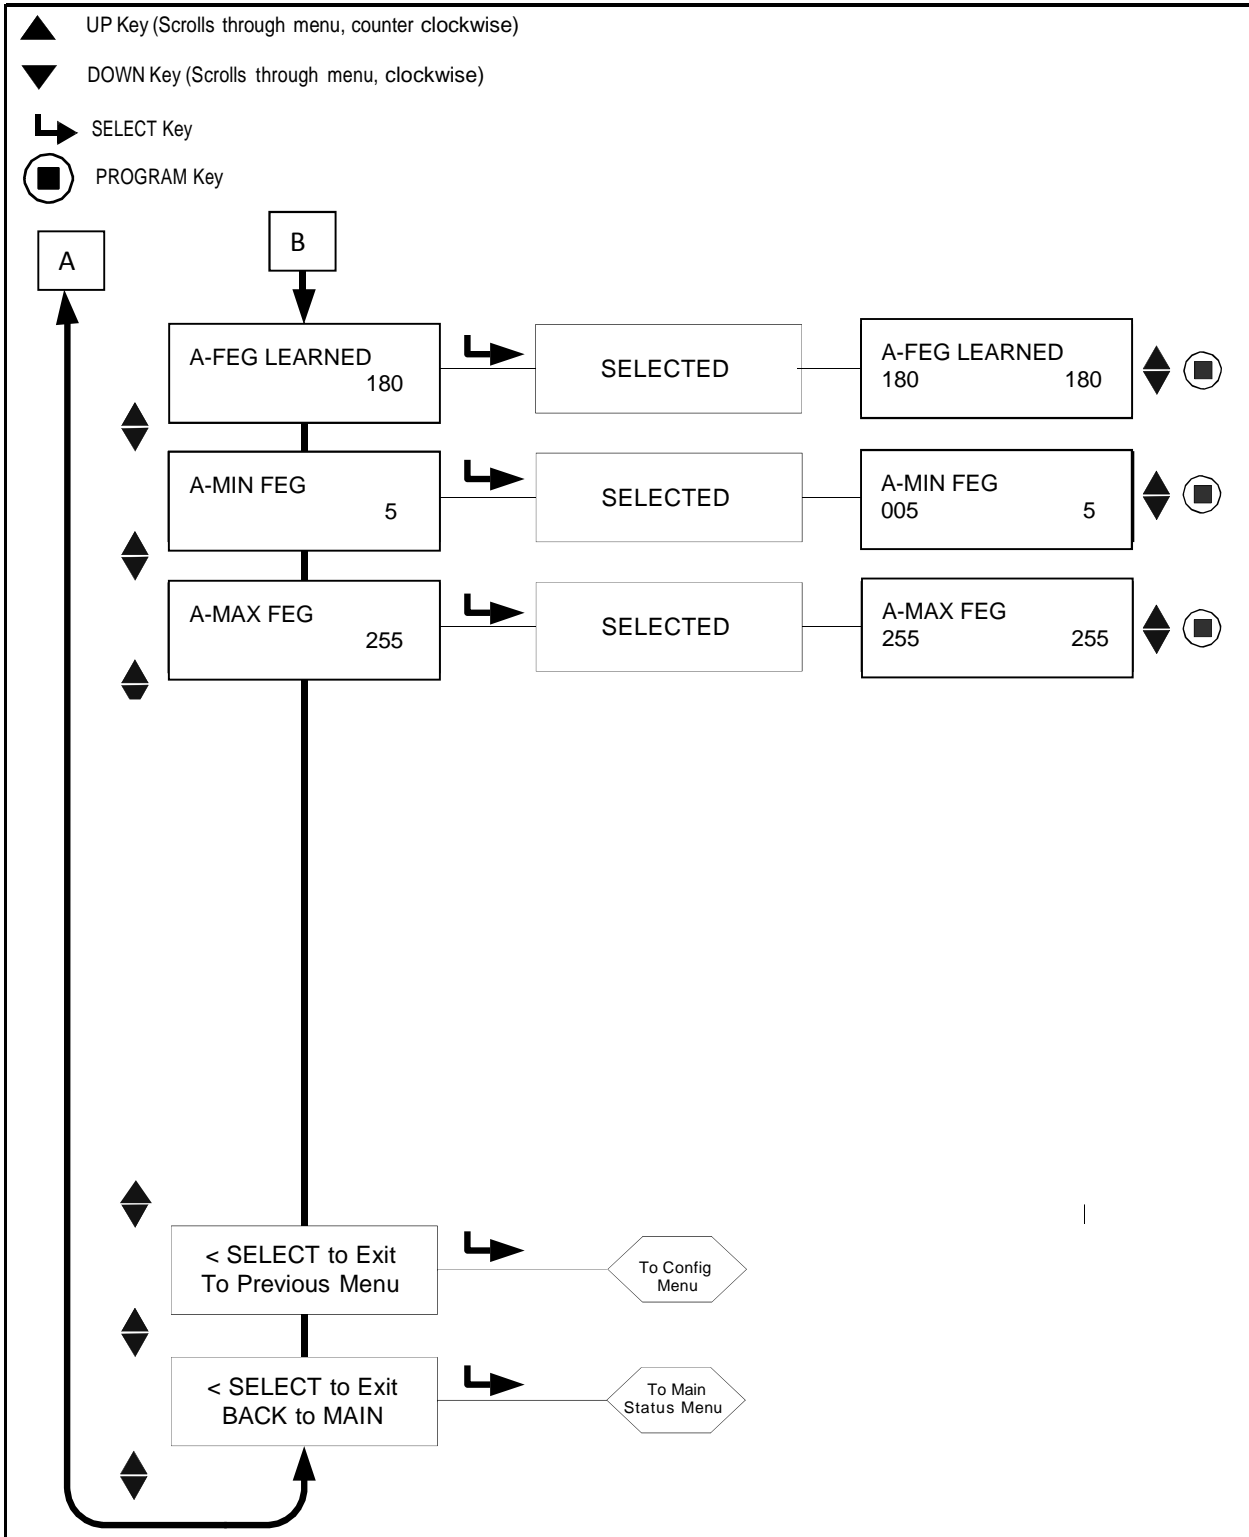 UP Key (Scrolls through menu, counter clockwise)
DOWN Key (Scrolls through menu, clockwise)
SELECT Key
PROGRAM Key
A
B
A-FEG LEARNED
180
SELECTED
A-FEG LEARNED
180 180
A-MIN FEG
5
SELECTED
A-MIN FEG
005 5
A-MAX FEG
255
SELECTED
A-MAX FEG
255 255
< SELECT to Exit
To Previous Menu
To Config
Menu
< SELECT to Exit
BACK to MAIN
To Main
Status Menu